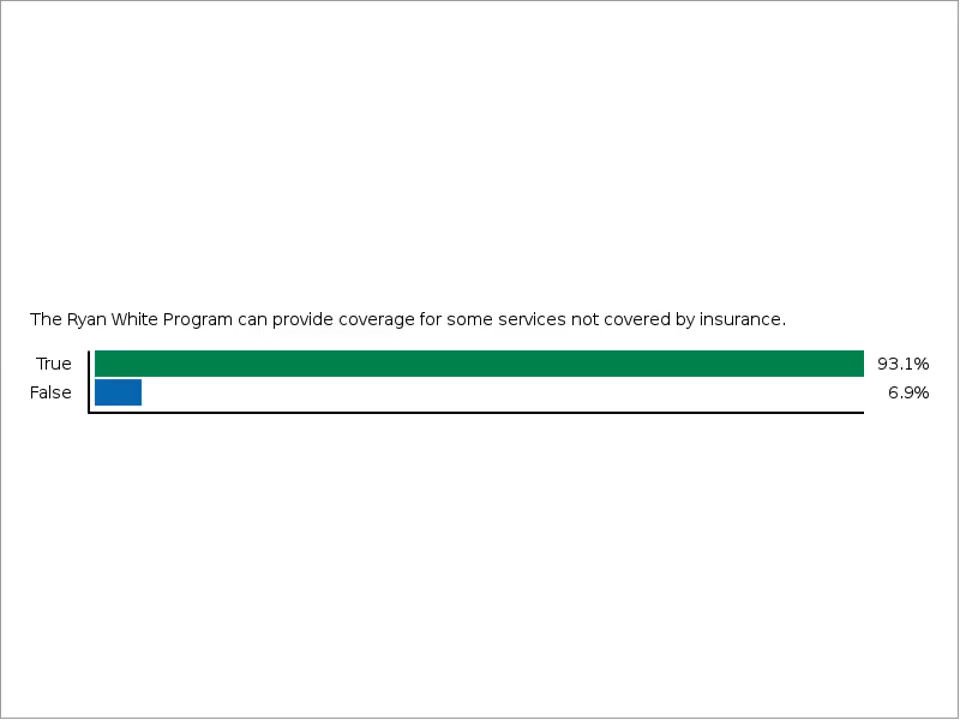 The Ryan White Program can provide coverage for some services not covered by insurance.
True 93.1%
False 6.9%